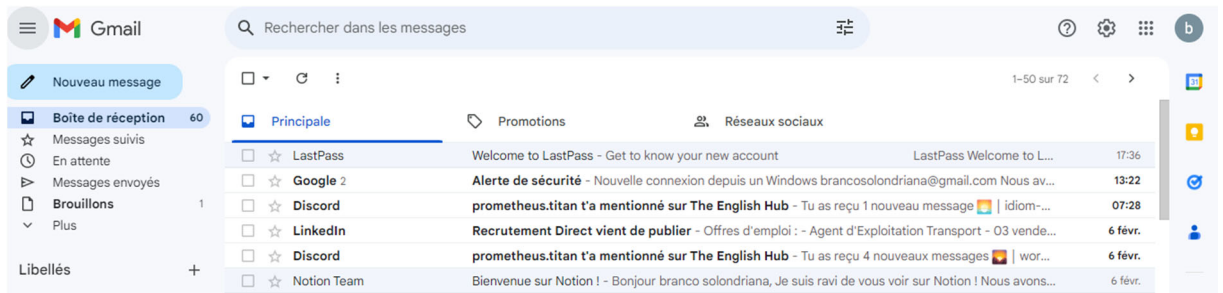 Gmail
Rechercher dans les messages
b
Nouveau message
1–50 sur 72
31
Boîte de réception 60
Principale Promotions Réseaux sociaux
Messages suivis
LastPass Welcome to LastPass - Get to know your new account LastPass Welcome to L... 17:36
En attente
Google 2 Alerte de sécurité - Nouvelle connexion depuis un Windows brancosolondriana@gmail.com Nous av... 13:22
Messages envoyés
Brouillons 1
Discord prometheus.titan t'a mentionné sur The English Hub - Tu as reçu 1 nouveau message 🌅 | idiom-... 07:28
Plus
LinkedIn Recrutement Direct vient de publier - Offres d'emploi : - Agent d'Exploitation Transport - 03 vende... 6 févr.
Discord prometheus.titan t'a mentionné sur The English Hub - Tu as reçu 4 nouveaux messages 🌄 | wor... 6 févr.
Libellés
Notion Team Bienvenue sur Notion ! - Bonjour branco solondriana, Je suis ravi de vous voir sur Notion ! Nous avons... 6 févr.